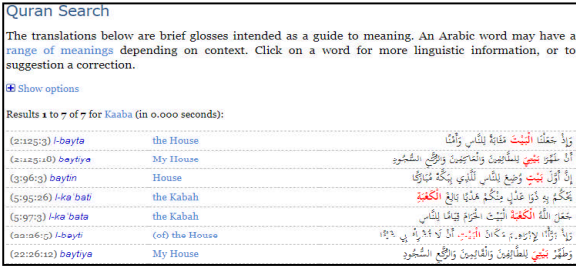 Quran Search
The translations below are brief glosses intended as a guide to meaning. An Arabic word may have a
range of meanings depending on context. Click on a word for more linguistic information, or to
suggestion a correction.
Show options
Results 1 to 7 of 7 for Kaaba (in 0.000 seconds):
(2:125:3) l-bayta the House وَإِذْ جَعَلْنَا الْبَيْتَ مَثَابَةً لِلنَّاسِ وَأَمْنًا
(2:125:18) baytiya My House أَنْ طَهِّرَا بَيْتِيَ لِلطَّائِفِينَ وَالْعَاكِفِينَ وَالرُّكَّعِ السُّجُودِ
(3:96:3) baytin House إِنَّ أَوَّلَ بَيْتٍ وُضِعَ لِلنَّاسِ لَلَّذِي بِبَكَّةَ مُبَارَكًا
(5:95:26) l-kaʿbati the Kabah يَحْكُمُ بِهِ ذَوَا عَدْلٍ مِنْكُمْ هَدْيًا بَالِغَ الْكَعْبَةِ
(5:97:3) l-kaʿbata the Kabah جَعَلَ اللَّهُ الْكَعْبَةَ الْبَيْتَ الْحَرَامَ قِيَامًا لِلنَّاسِ
(22:26:5) l-bayti (of) the House وَإِذْ بَوَّأْنَا لِإِبْرَاهِيمَ مَكَانَ الْبَيْتِ أَنْ لَا تُشْرِكْ بِي شَيْئًا
(22:26:12) baytiya My House وَطَهِّرْ بَيْتِيَ لِلطَّائِفِينَ وَالْقَائِمِينَ وَالرُّكَّعِ السُّجُودِ